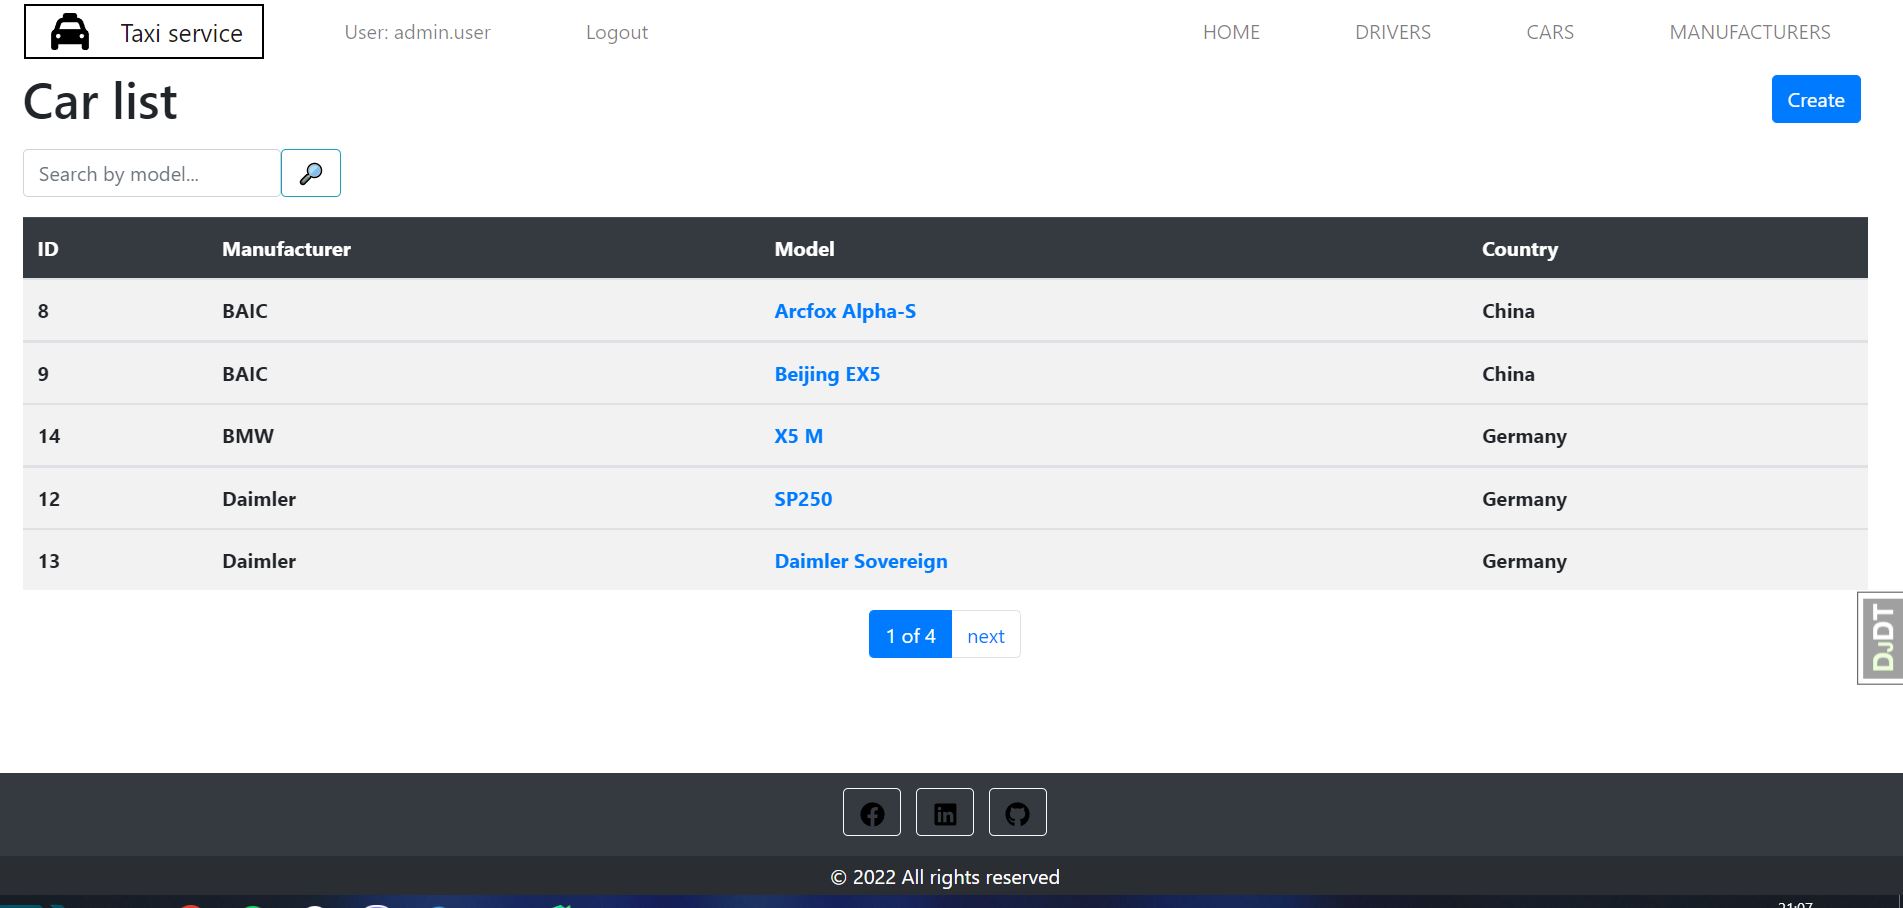 Taxi service User: admin.user Logout HOME DRIVERS CARS MANUFACTURERS
Car list Create
Search by model...
ID Manufacturer Model Country
8 BAIC Arcfox Alpha-S China
9 BAIC Beijing EX5 China
14 BMW X5 M Germany
12 Daimler SP250 Germany
13 Daimler Daimler Sovereign Germany
DJDT
1 of 4 next
in
© 2022 All rights reserved